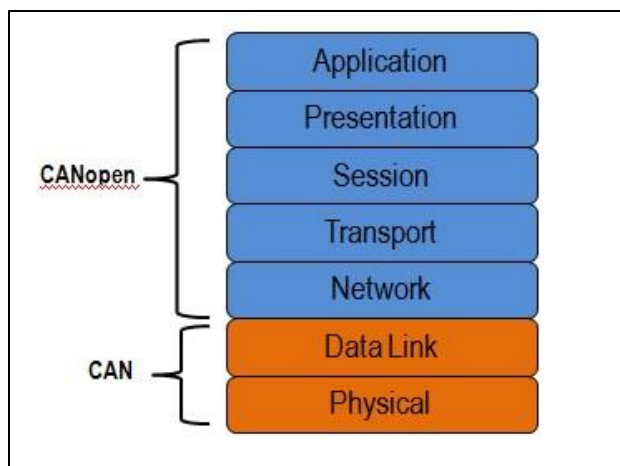 Application
Presentation
CANopen
Session
Transport
Network
Data Link
CAN
Physical